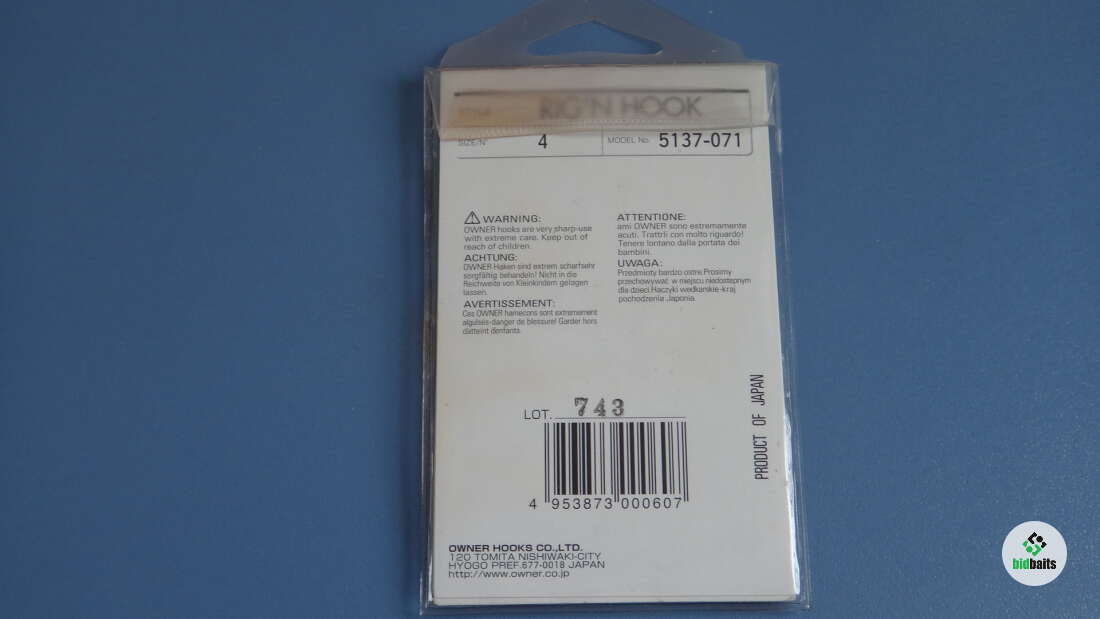 STYLE RIG'N HOOK
SIZE/N° 4 MODEL No. 5137-071
WARNING:
OWNER hooks are very sharp-use
with extreme care. Keep out of
reach of children.
ACHTUNG:
OWNER Haken sind extrem scharfsehr
sorgfältig behandeln! Nicht in die
Reichweite von Kleinkindern gelagen
lassen.
AVERTISSEMENT:
Ces OWNER hamecons sont extremement
aiguises-danger de blessure! Garder hors
datteint denfants.
ATTENTIONE:
ami OWNER sono estremamente
acuti. Trattrli con molto riguardo!
Tenere lontano dalla portata dei
bambini.
UWAGA:
Przedmioty bardzo ostre.Prosimy
przechowywać w miejscu niedostepnym
dla dzieci.Haczyki wedkarskie-kraj
pochodzenia Japonia.
LOT. 743
4 953873 000607
PRODUCT OF JAPAN
OWNER HOOKS CO.,LTD.
120 TOMITA NISHIWAKI-CITY
HYOGO PREF.677-0018 JAPAN
http://www.owner.co.jp
bidbaits